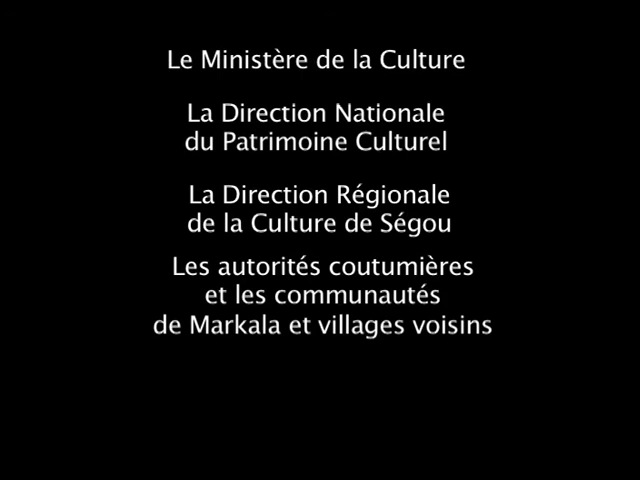 Le Ministère de la Culture
La Direction Nationale
du Patrimoine Culturel
La Direction Régionale
de la Culture de Ségou
Les autorités coutumières
et les communautés
de Markala et villages voisins